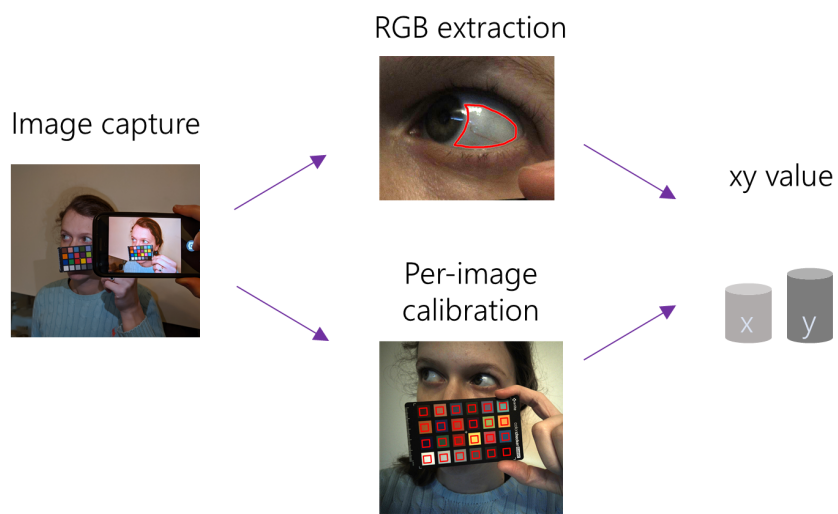 RGB extraction
Image capture
xy value
Per-image
calibration
x
y